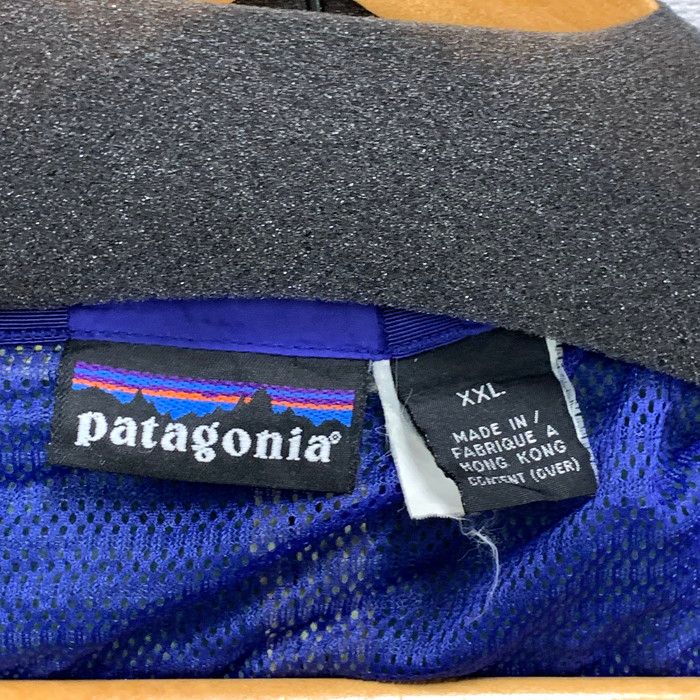 patagonia®
XXL
MADE IN /
FABRIQUE A
HONG KONG
CONTENT (OVER)